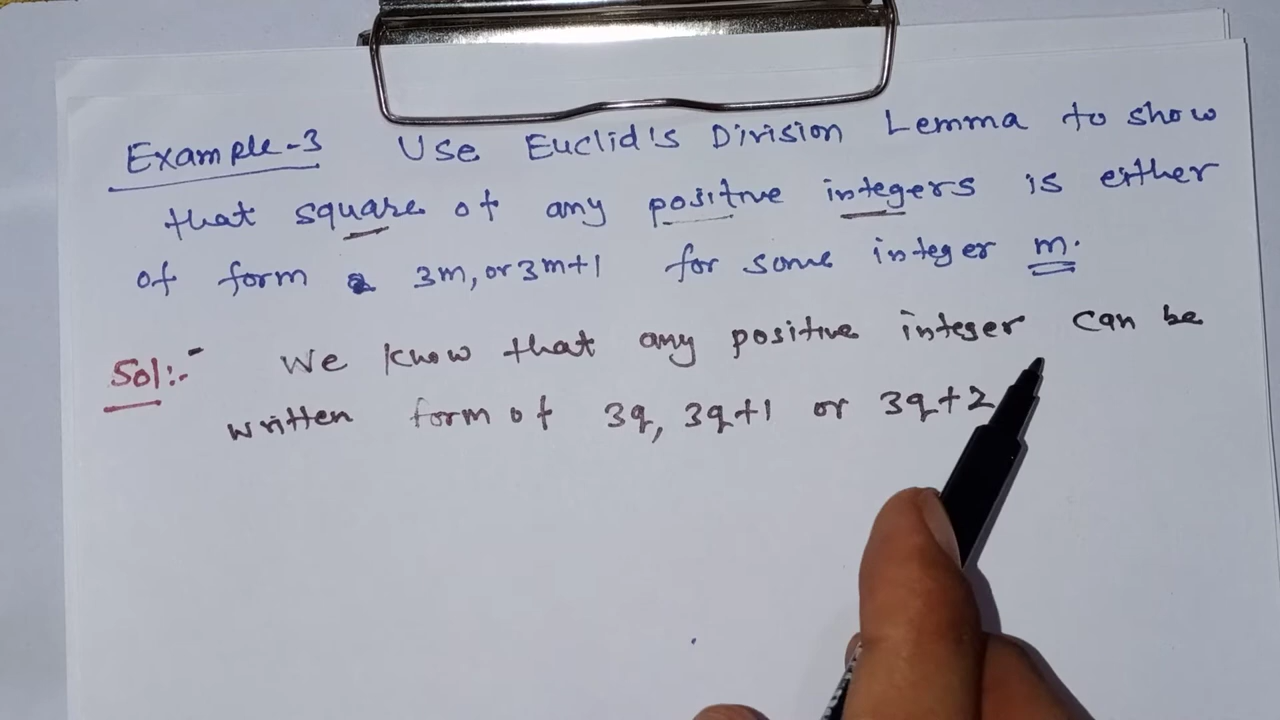 Example-3 Use Euclid's Division Lemma to show
that square of any positive integers is either
of form 3m, or 3m+1 for some integer m.
Sol:- We know that any positive integer can be
written form of 3q, 3q+1 or 3q+2